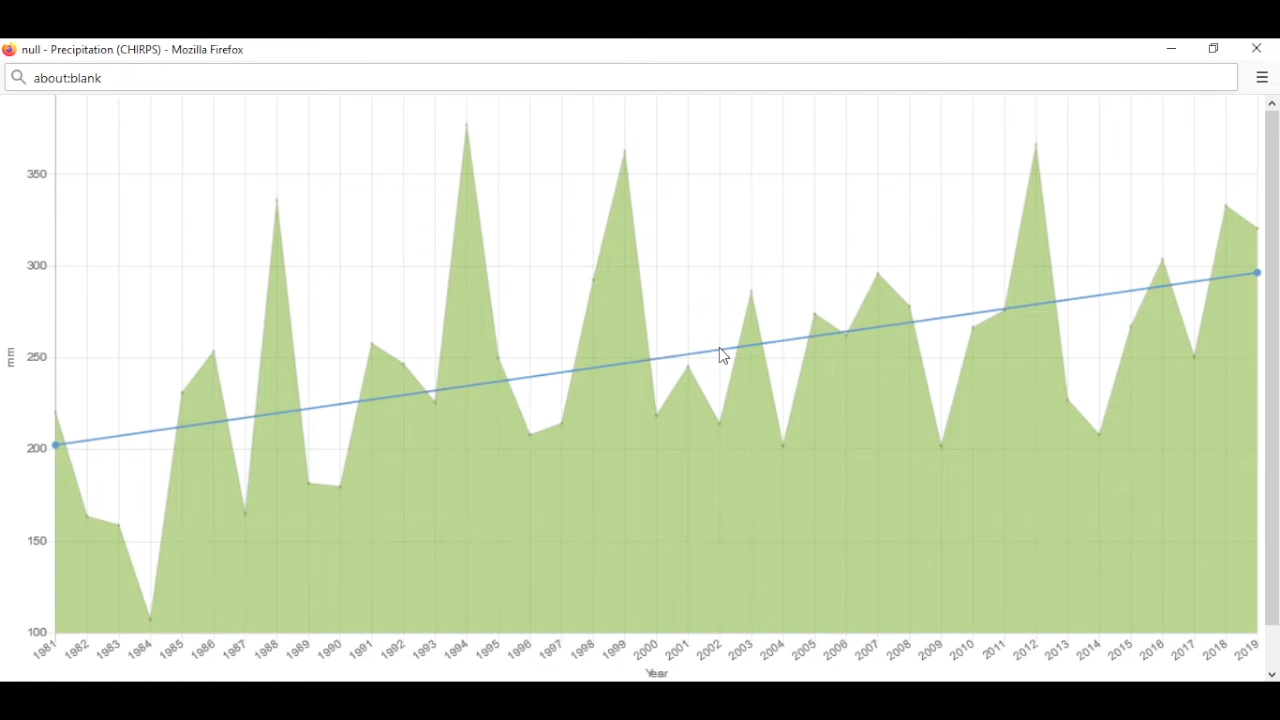 null - Precipitation (CHIRPS) - Mozilla Firefox
about:blank
350
300
250
mm
200
150
100
1981 1982 1983 1984 1985 1986 1987 1988 1989 1990 1991 1992 1993 1994 1995 1996 1997 1998 1999 2000 2001 2002 2003 2004 2005 2006 2007 2008 2009 2010 2011 2012 2013 2014 2015 2016 2017 2018 2019
Year